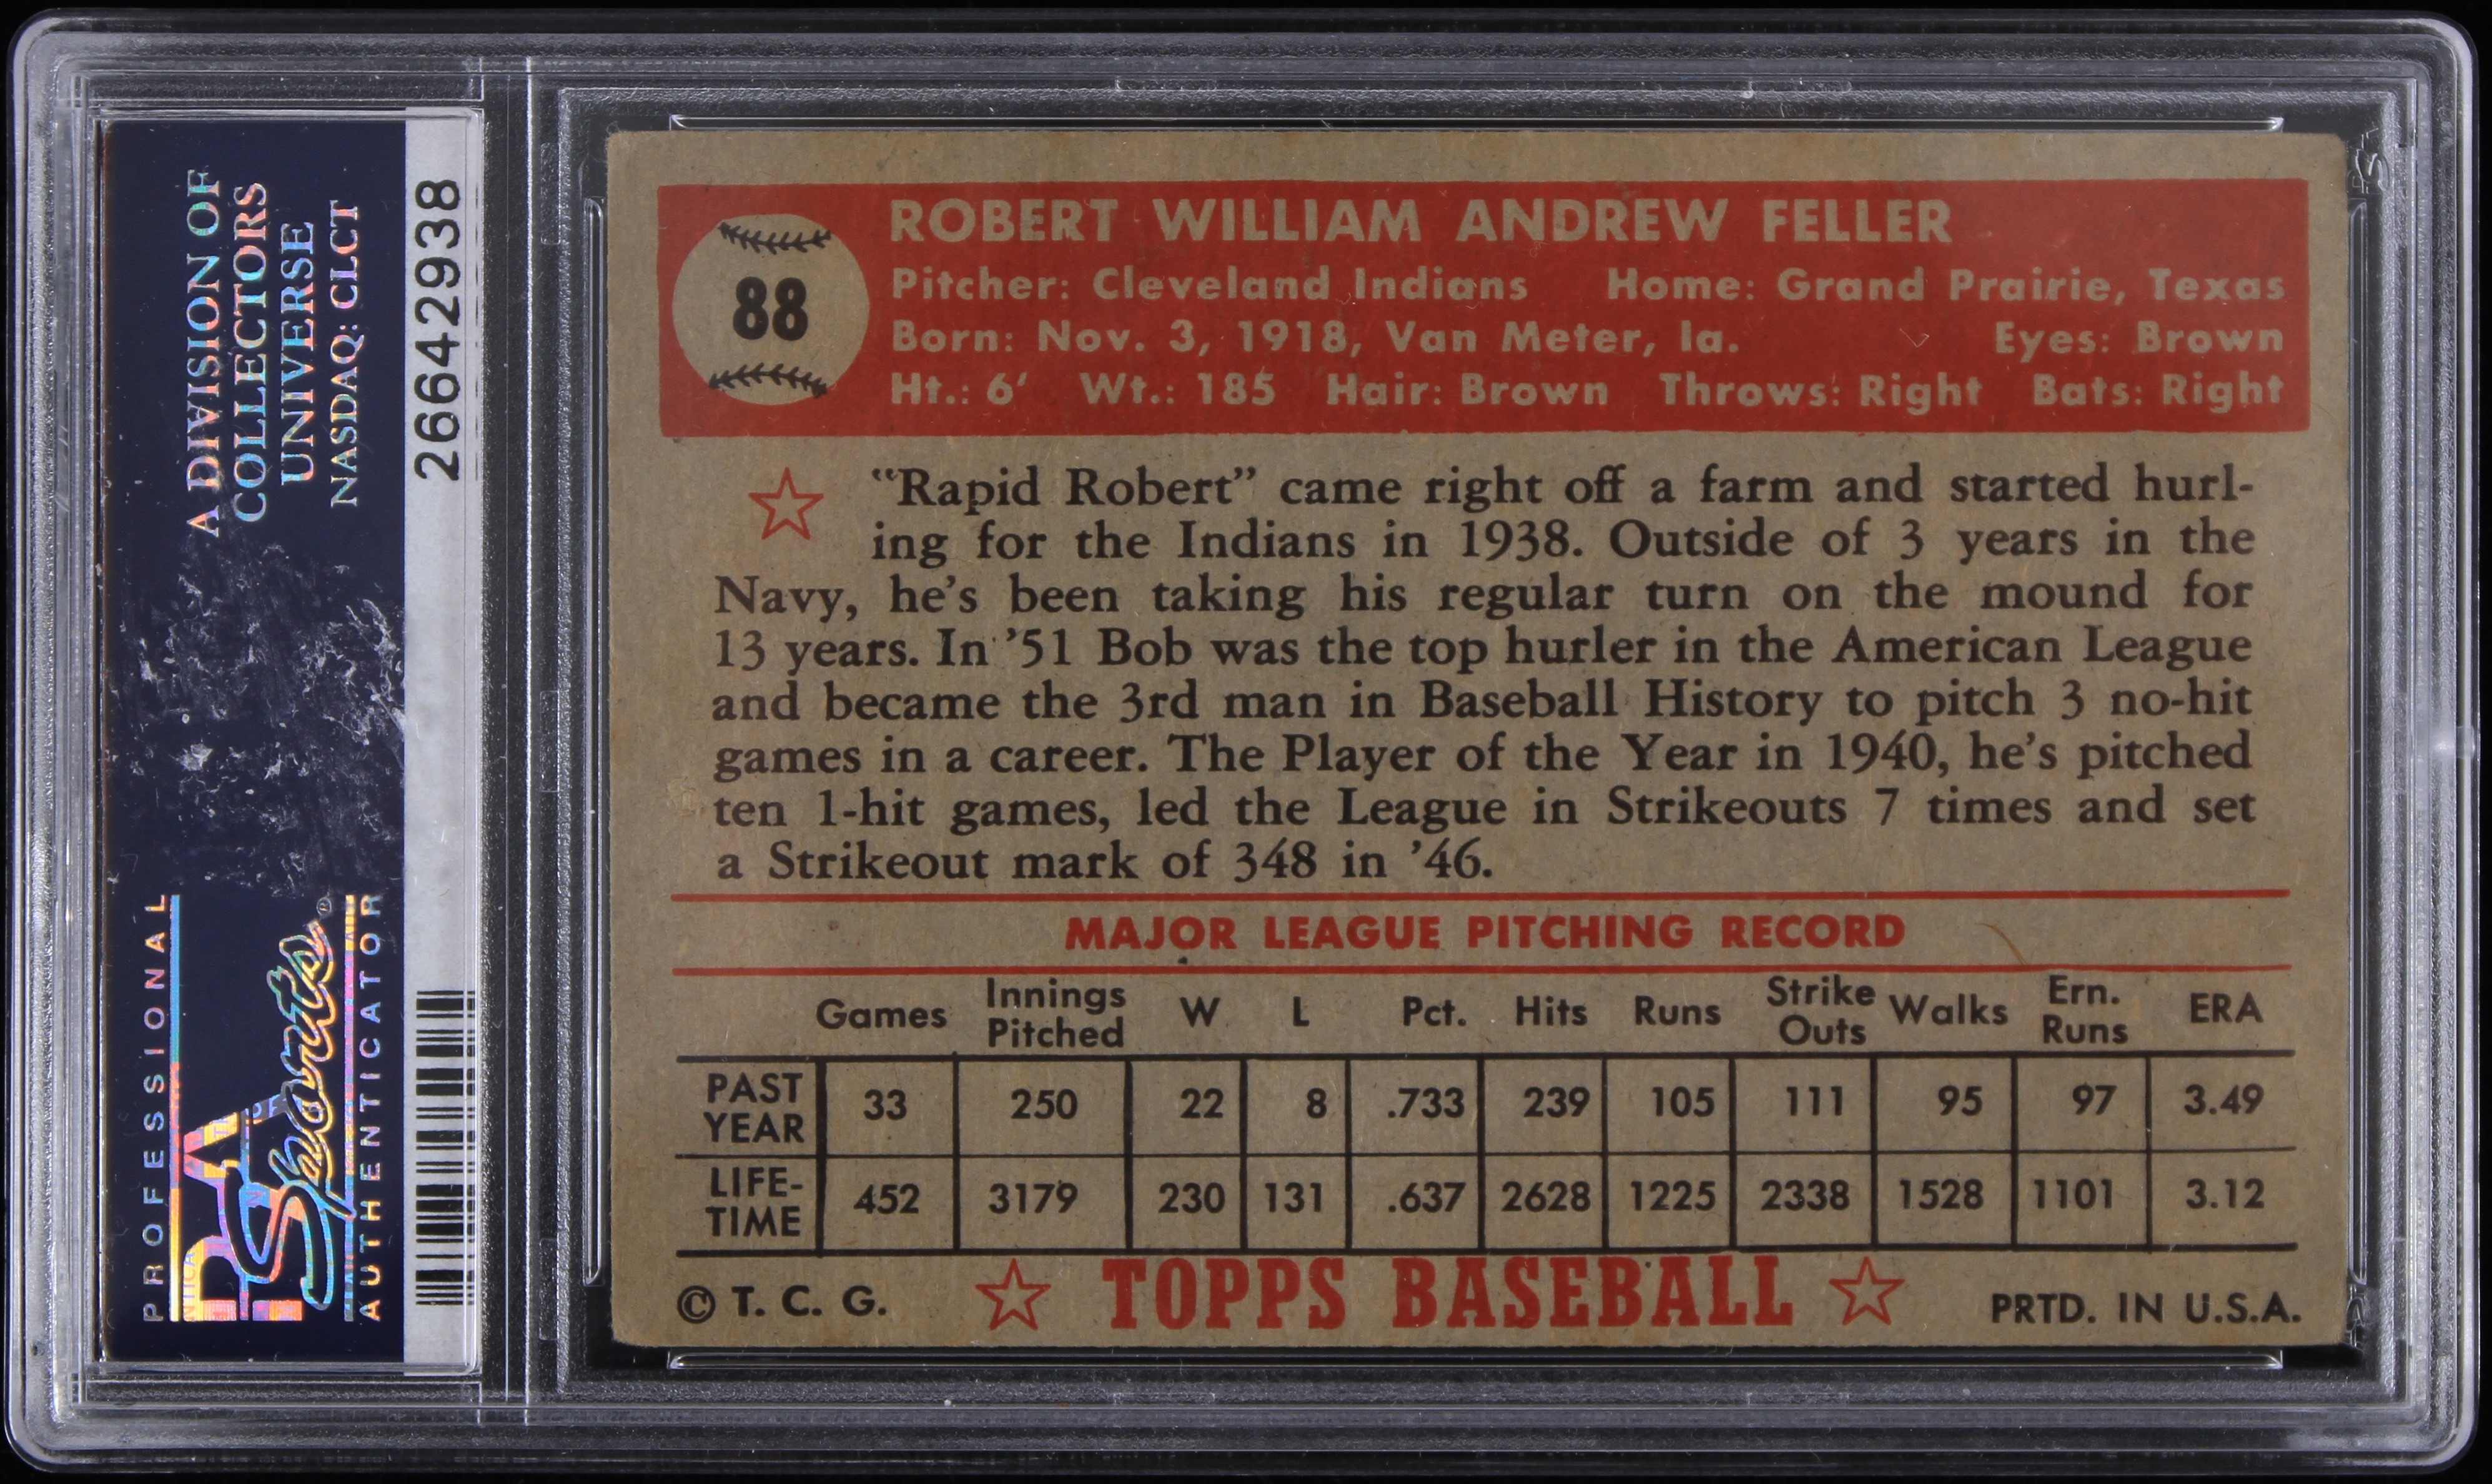 A DIVISION OF
COLLECTORS
UNIVERSE
NASDAQ: CLCT
26642938
PROFESSIONAL
PSA
Sports®
AUTHENTICATOR
88
ROBERT WILLIAM ANDREW FELLER
Pitcher: Cleveland Indians Home: Grand Prairie, Texas
Born: Nov. 3, 1918, Van Meter, Ia. Eyes: Brown
Ht.: 6′ Wt.: 185 Hair: Brown Throws: Right Bats: Right
“Rapid Robert” came right off a farm and started hurl-
ing for the Indians in 1938. Outside of 3 years in the
Navy, he’s been taking his regular turn on the mound for
13 years. In ’51 Bob was the top hurler in the American League
and became the 3rd man in Baseball History to pitch 3 no-hit
games in a career. The Player of the Year in 1940, he’s pitched
ten 1-hit games, led the League in Strikeouts 7 times and set
a Strikeout mark of 348 in ’46.
MAJOR LEAGUE PITCHING RECORD
Games Innings Pitched W L Pct. Hits Runs Strike Outs Walks Ern. Runs ERA
PAST YEAR 33 250 22 8 .733 239 105 111 95 97 3.49
LIFE-TIME 452 3179 230 131 .637 2628 1225 2338 1528 1101 3.12
© T. C. G. ☆ TOPPS BASEBALL ☆ PRTD. IN U.S.A.